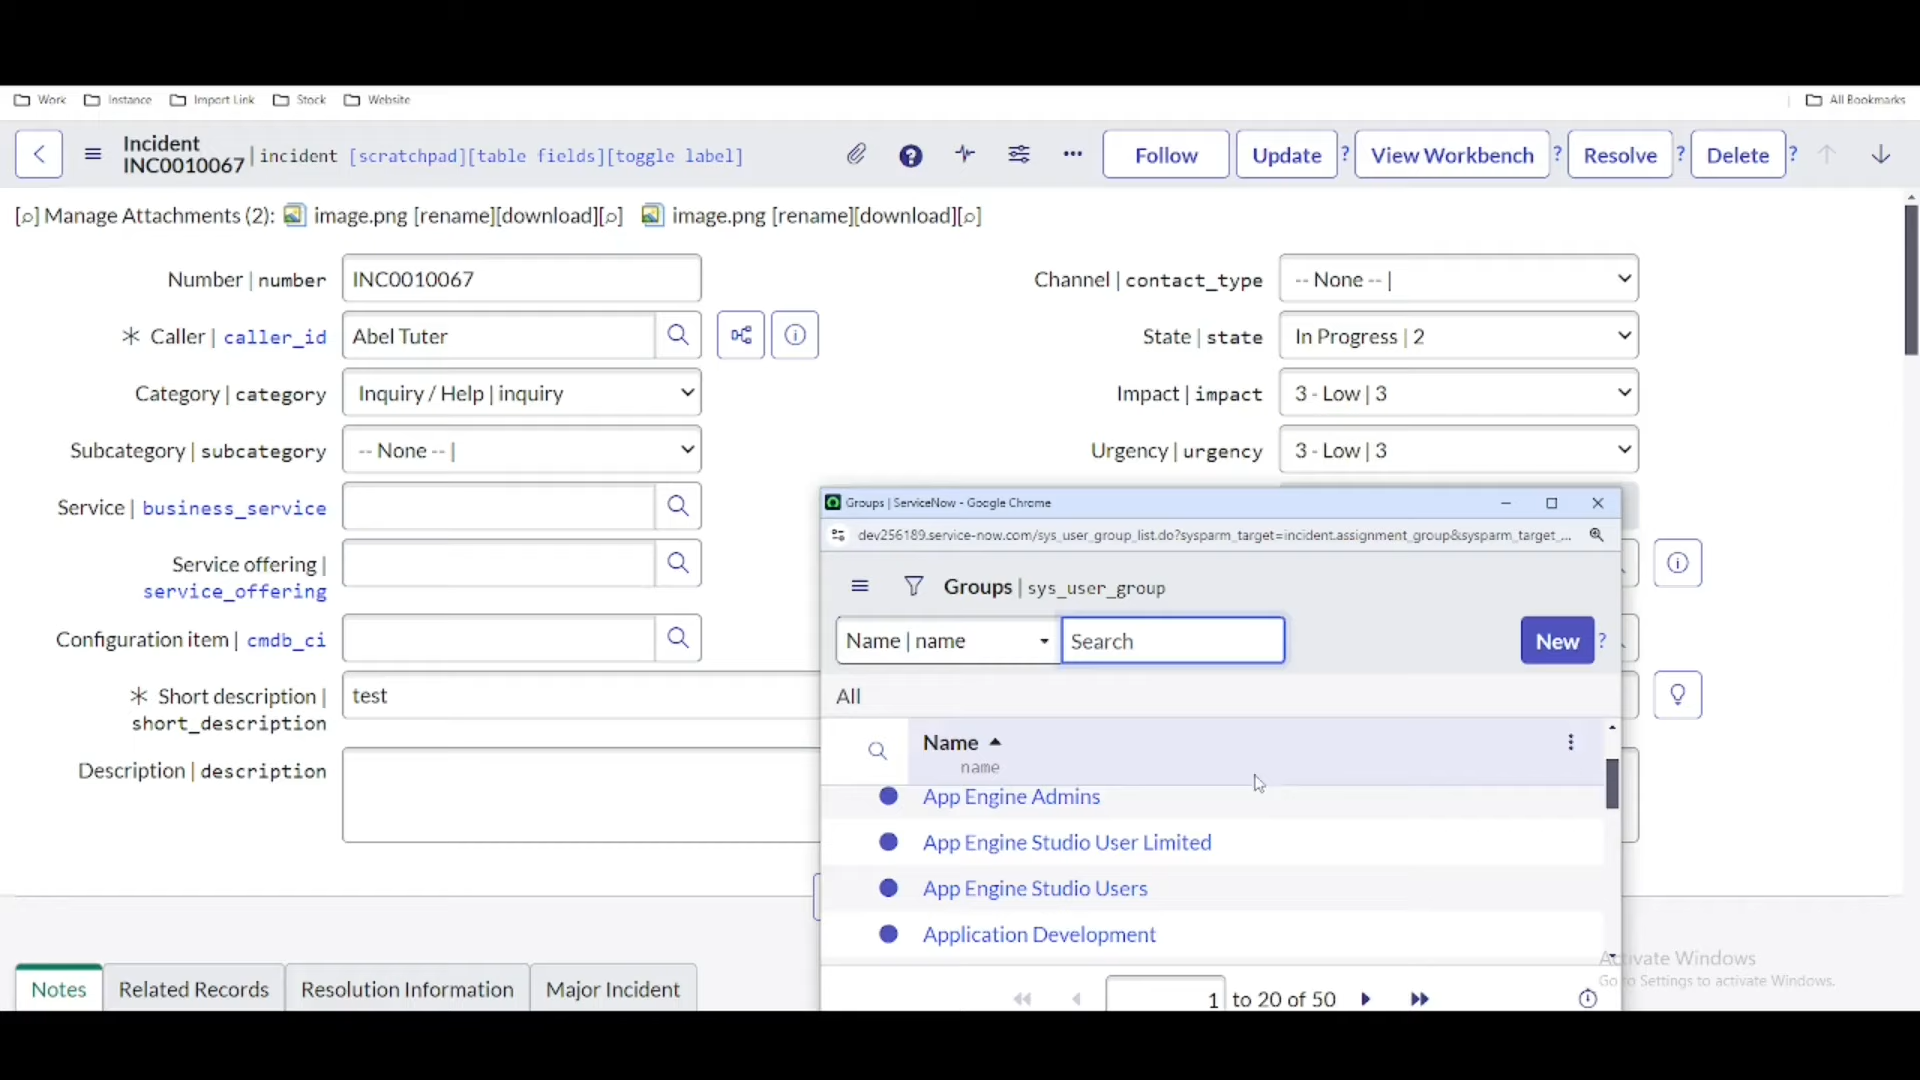 Work Instance Import Link Stock Website All Bookmarks
Incident
INC0010067 | incident [scratchpad][table fields][toggle label] Follow Update ? View Workbench ? Resolve ? Delete ?
Manage Attachments (2): image.png [rename][download] image.png [rename][download]
Number | number INC0010067
Channel | contact_type -- None -- |
Caller | caller_id Abel Tuter
State | state In Progress | 2
Category | category Inquiry / Help | inquiry
Impact | impact 3 - Low | 3
Subcategory | subcategory -- None -- |
Urgency | urgency 3 - Low | 3
Service | business_service
Service offering |
service_offering
Configuration item | cmdb_ci
Short description |
short_description
test
Description | description
Groups | ServiceNow - Google Chrome
dev256189.service-now.com/sys_user_group_list.do?sysparm_target=incident.assignment_group&sysparm_target_...
Groups | sys_user_group
Name | name Search New ?
All
Name
name
App Engine Admins
App Engine Studio User Limited
App Engine Studio Users
Application Development
1 to 20 of 50
Notes Related Records Resolution Information Major Incident
Activate Windows
Go to Settings to activate Windows.